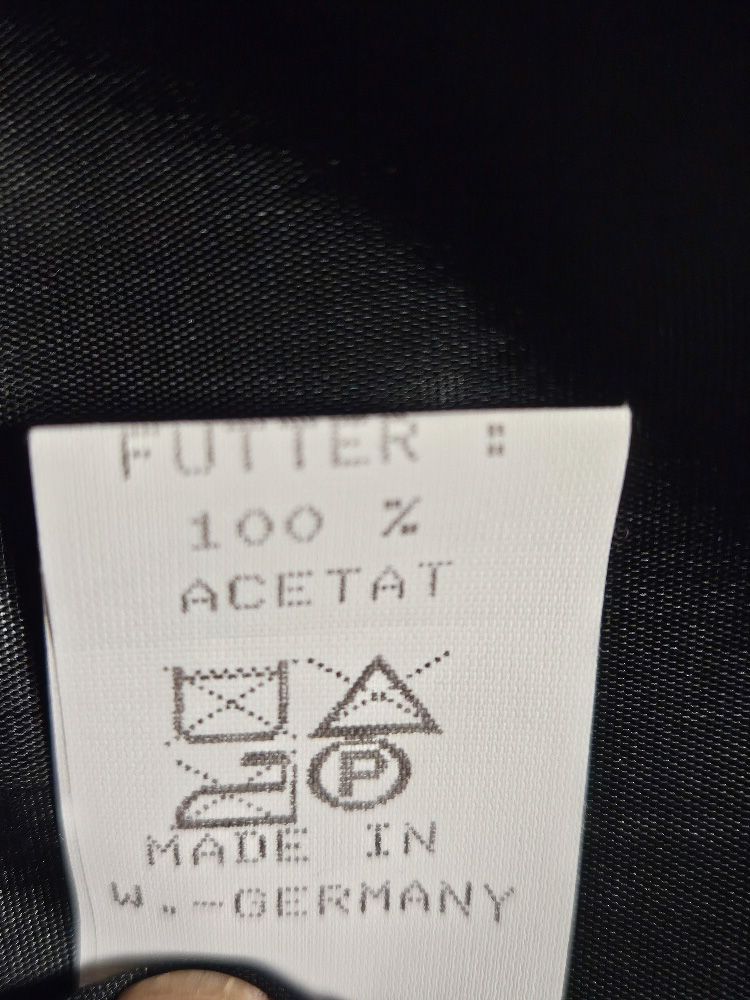 FUTTER :
100 %
ACETAT
P
MADE IN
W.-GERMANY